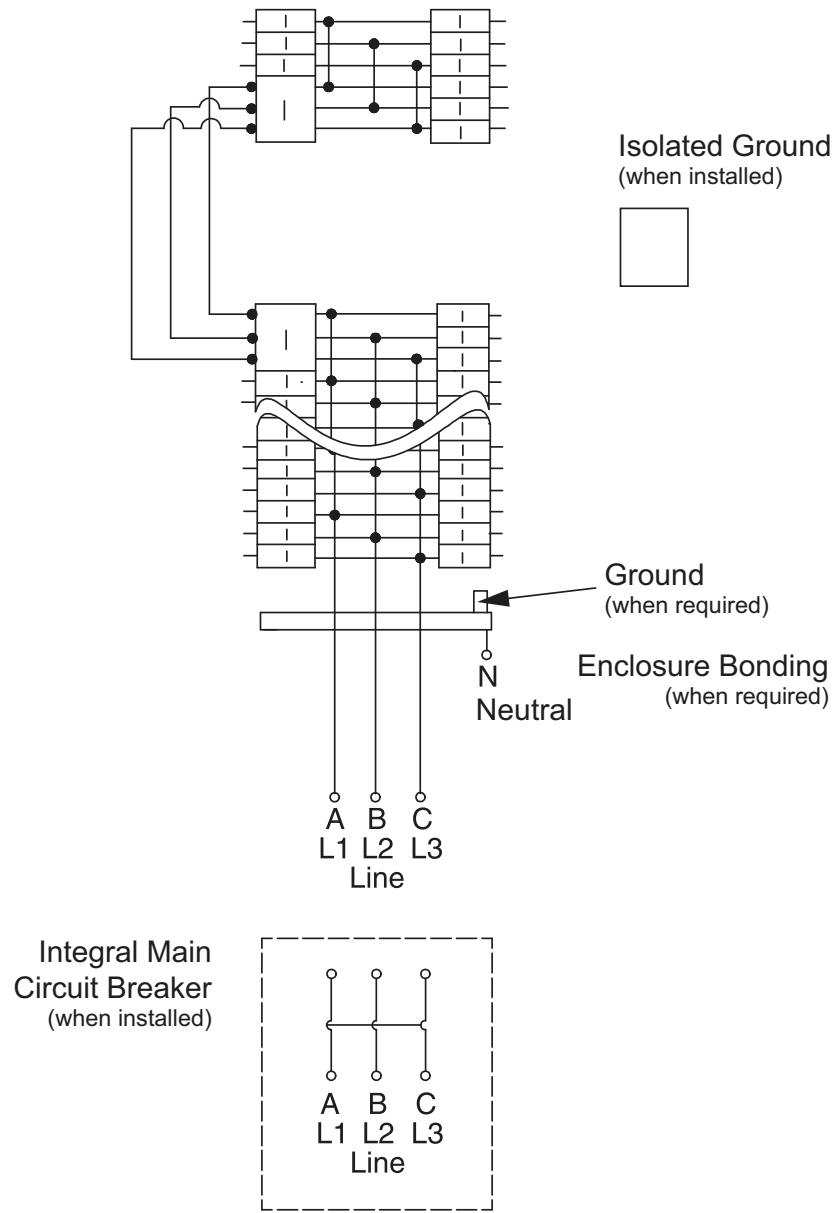 Isolated Ground
(when installed)
Ground
(when required)
Enclosure Bonding
(when required)
N
Neutral
A B C
L1 L2 L3
Line
Integral Main
Circuit Breaker
(when installed)
A B C
L1 L2 L3
Line